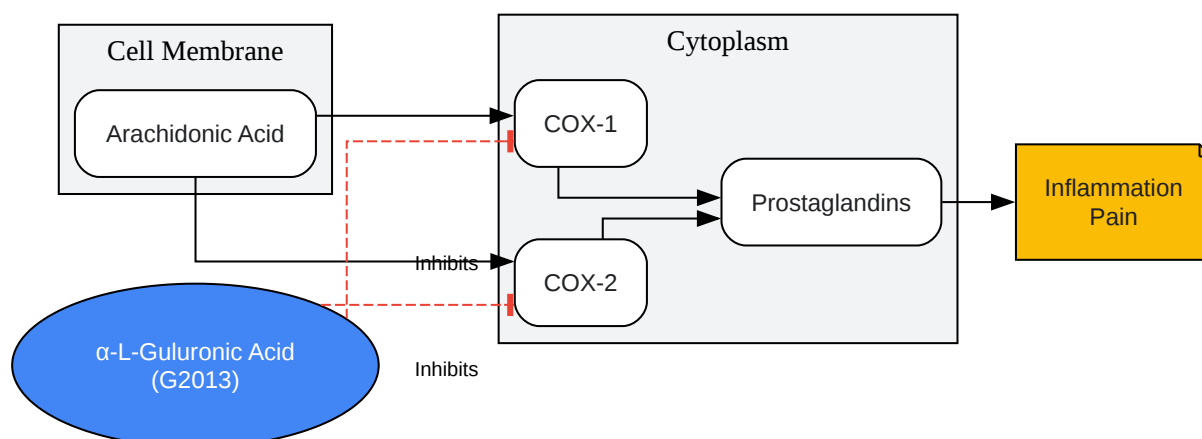 Cell Membrane
Arachidonic Acid
Cytoplasm
COX-1
Prostaglandins
COX-2
Inflammation
Pain
Inhibits
α-L-Guluronic Acid
(G2013)
Inhibits